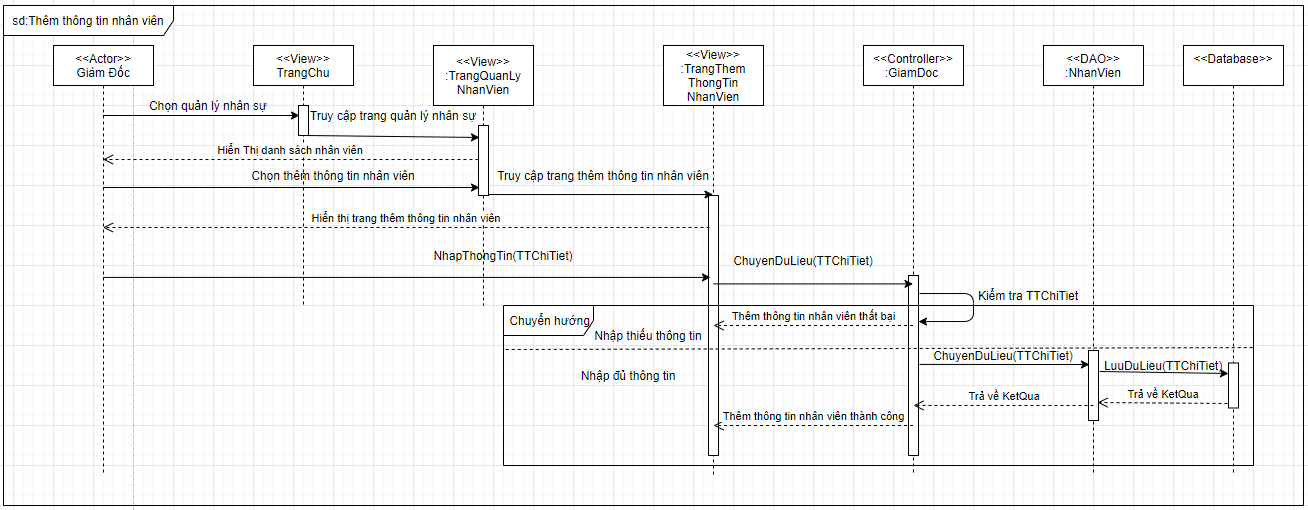 sd:Thêm thông tin nhân viên
<<Actor>>
Giám Đốc
<<View>>
TrangChu
<<View>>
:TrangQuanLy
NhanVien
<<View>>
:TrangThem
ThongTin
NhanVien
<<Controller>>
:GiamDoc
<<DAO>>
:NhanVien
<<Database>>
Chọn quản lý nhân sự
Truy cập trang quản lý nhân sự
Hiển Thị danh sách nhân viên
Chọn thêm thông tin nhân viên
Truy cập trang thêm thông tin nhân viên
Hiển thị trang thêm thông tin nhân viên
NhapThongTin(TTChiTiet)
ChuyenDuLieu(TTChiTiet)
Kiểm tra TTChiTiet
Chuyển hướng
Thêm thông tin nhân viên thất bại
Nhập thiếu thông tin
Nhập đủ thông tin
ChuyenDuLieu(TTChiTiet)
LuuDuLieu(TTChiTiet)
Trả về KetQua
Trả về KetQua
Thêm thông tin nhân viên thành công